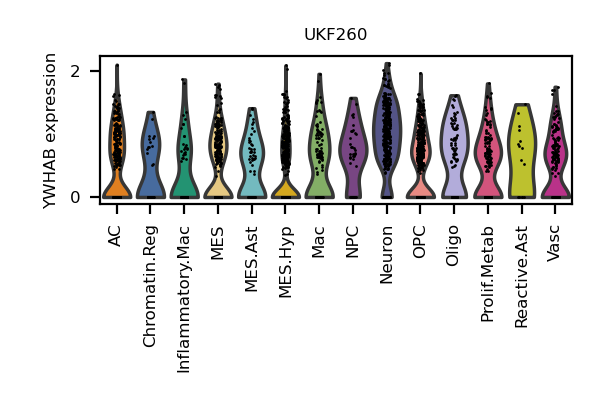 UKF260
YWHAB expression
2
0
AC
Chromatin.Reg
Inflammatory.Mac
MES
MES.Ast
MES.Hyp
Mac
NPC
Neuron
OPC
Oligo
Prolif.Metab
Reactive.Ast
Vasc